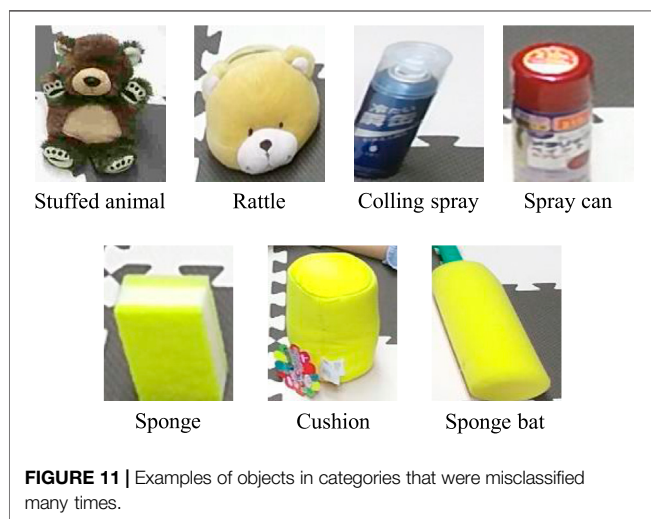 Stuffed animal
Rattle
Colling spray
Spray can
Sponge
Cushion
Sponge bat
FIGURE 11 | Examples of objects in categories that were misclassified
many times.